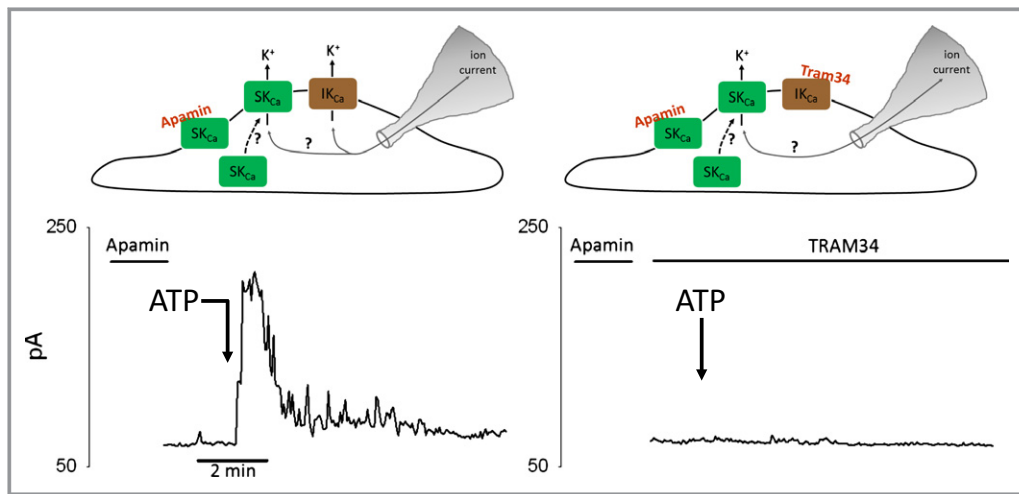 K+
K+
ion
current
SKCa
IKCa
Apamin
SKCa
?
?
SKCa
K+
ion
current
Tram34
SKCa
IKCa
Apamin
SKCa
?
?
SKCa
250
Apamin
ATP
pA
50
2 min
250
Apamin
TRAM34
ATP
50